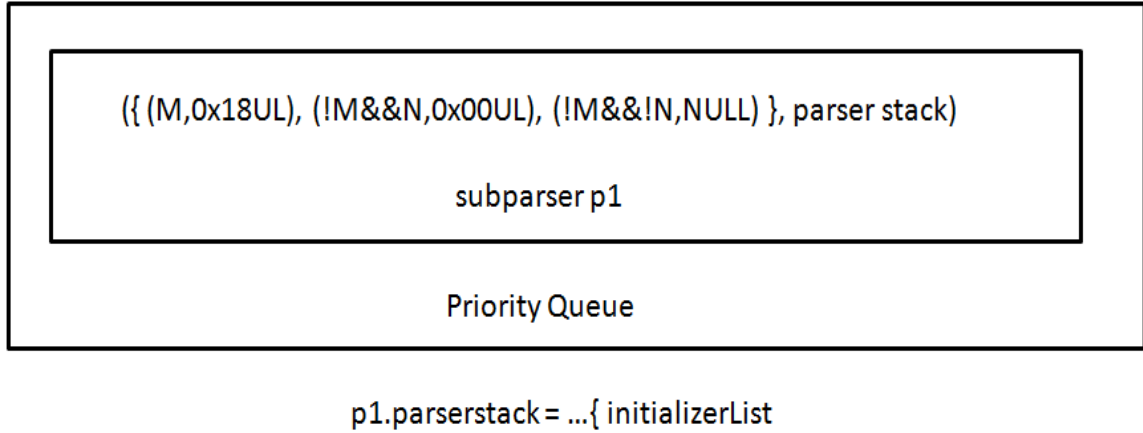 ({ (M,0x18UL), (!M&&N,0x00UL), (!M&&!N,NULL) }, parser stack)
subparser p1
Priority Queue
p1.parserstack = ...{ initializerList